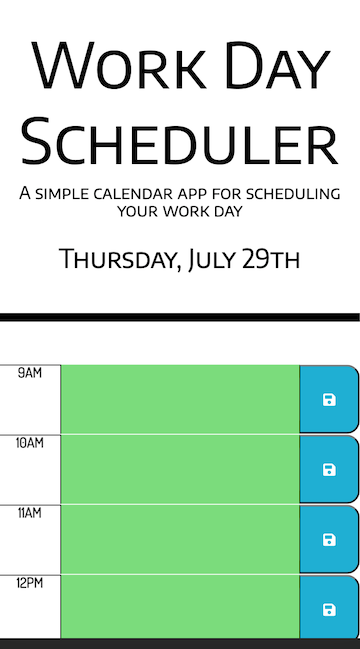 Work Day
Scheduler
A simple calendar app for scheduling
your work day
Thursday, July 29th
9AM
10AM
11AM
12PM